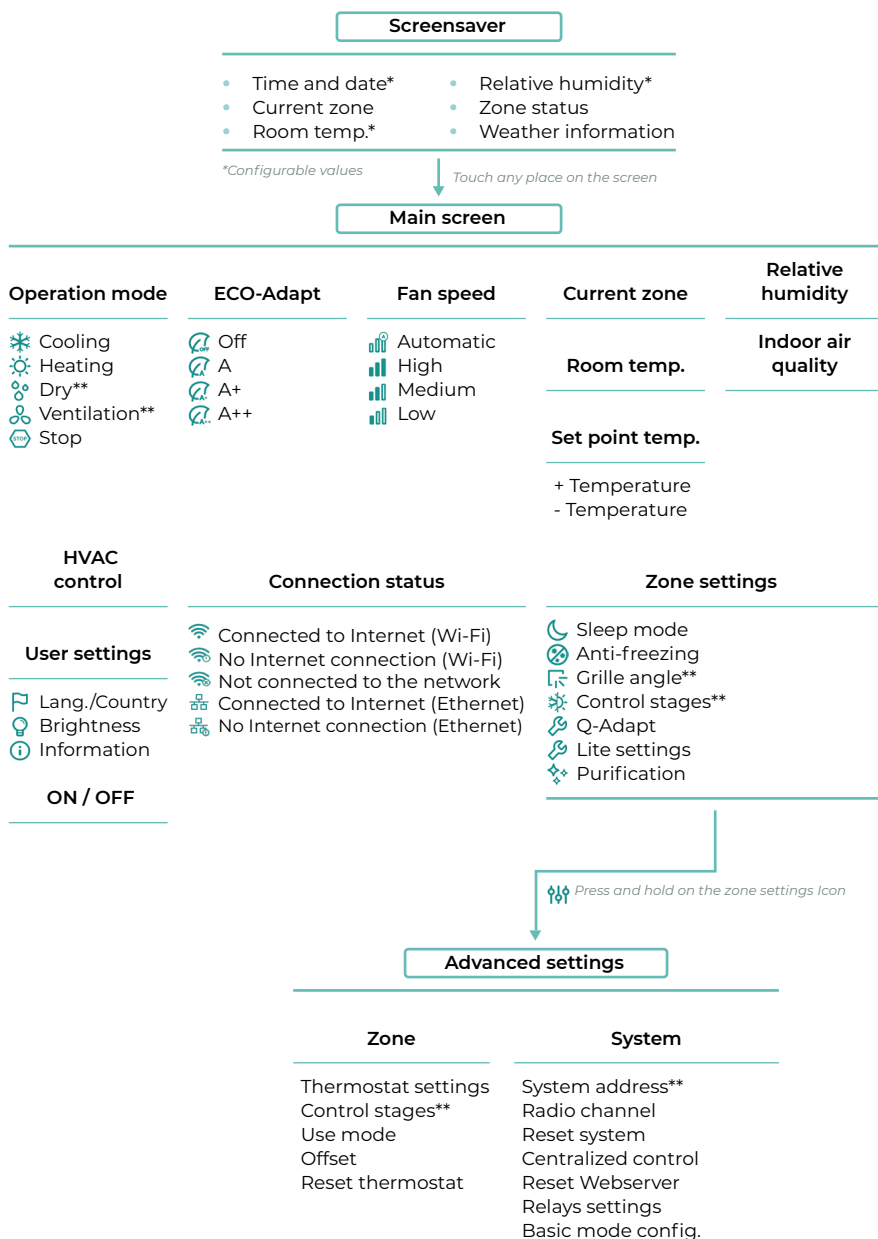 Screensaver
Time and date*
Current zone
Room temp.*
Relative humidity*
Zone status
Weather information
*Configurable values
Touch any place on the screen
Main screen
Operation mode
Cooling
Heating
Dry**
Ventilation**
STOP
Stop
ECO-Adapt
OFF
Off
A
A
A+
A+
A++
A++
Fan speed
A
Automatic
High
Medium
Low
Current zone
Room temp.
Set point temp.
+ Temperature
- Temperature
Relative
humidity
Indoor air
quality
HVAC
control
User settings
Lang./Country
Brightness
Information
ON / OFF
Connection status
Connected to Internet (Wi-Fi)
No Internet connection (Wi-Fi)
Not connected to the network
Connected to Internet (Ethernet)
No Internet connection (Ethernet)
Zone settings
Sleep mode
Anti-freezing
Grille angle**
Control stages**
Q-Adapt
Lite settings
Purification
Press and hold on the zone settings Icon
Advanced settings
Zone
Thermostat settings
Control stages**
Use mode
Offset
Reset thermostat
System
System address**
Radio channel
Reset system
Centralized control
Reset Webserver
Relays settings
Basic mode config.